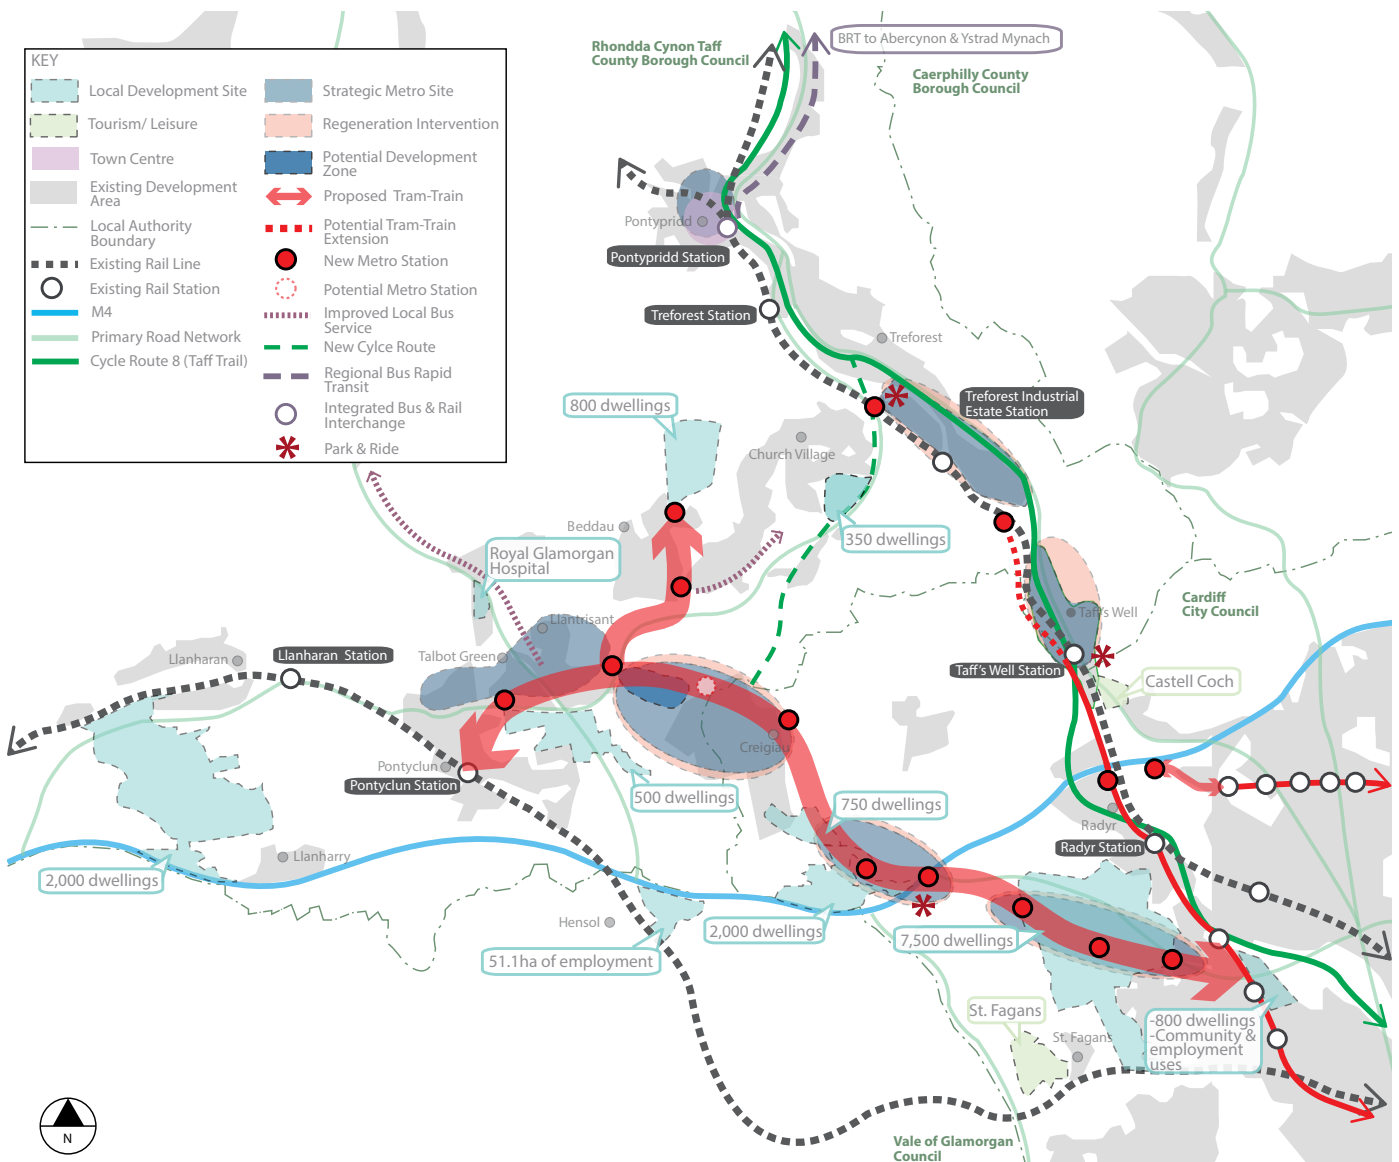 KEY
Local Development Site
Tourism/ Leisure
Town Centre
Existing Development
Area
Local Authority
Boundary
Existing Rail Line
Existing Rail Station
M4
Primary Road Network
Cycle Route 8 (Taff Trail)
Strategic Metro Site
Regeneration Intervention
Potential Development
Zone
Proposed Tram-Train
Potential Tram-Train
Extension
New Metro Station
Potential Metro Station
Improved Local Bus
Service
New Cylce Route
Regional Bus Rapid
Transit
Integrated Bus & Rail
Interchange
Park & Ride
Rhondda Cynon Taff
County Borough Council
BRT to Abercynon & Ystrad Mynach
Caerphilly County
Borough Council
Pontypridd
Pontypridd Station
Treforest Station
Treforest
Treforest Industrial
Estate Station
800 dwellings
Church Village
Beddau
350 dwellings
Royal Glamorgan
Hospital
Cardiff
City Council
Taff's Well
Llantrisant
Talbot Green
Llanharan
Llanharan Station
Taff's Well Station
Castell Coch
Creigiau
Pontyclun
Pontyclun Station
500 dwellings
750 dwellings
Radyr
Radyr Station
Llanharry
2,000 dwellings
Hensol
2,000 dwellings
7,500 dwellings
51.1ha of employment
St. Fagans
St. Fagans
-800 dwellings
-Community &
employment
uses
Vale of Glamorgan
Council
N